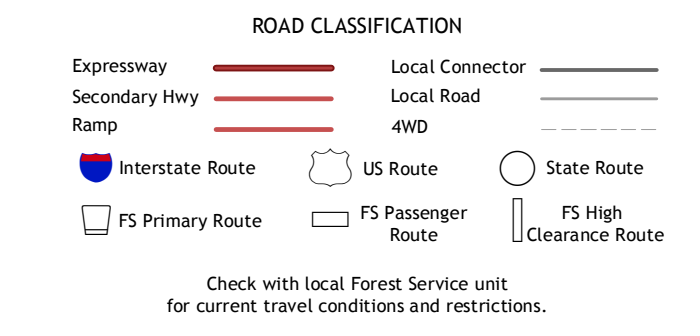 ROAD CLASSIFICATION
Expressway
Local Connector
Secondary Hwy
Local Road
Ramp
4WD
Interstate Route
US Route
State Route
FS Primary Route
FS Passenger
Route
FS High
Clearance Route
Check with local Forest Service unit
for current travel conditions and restrictions.